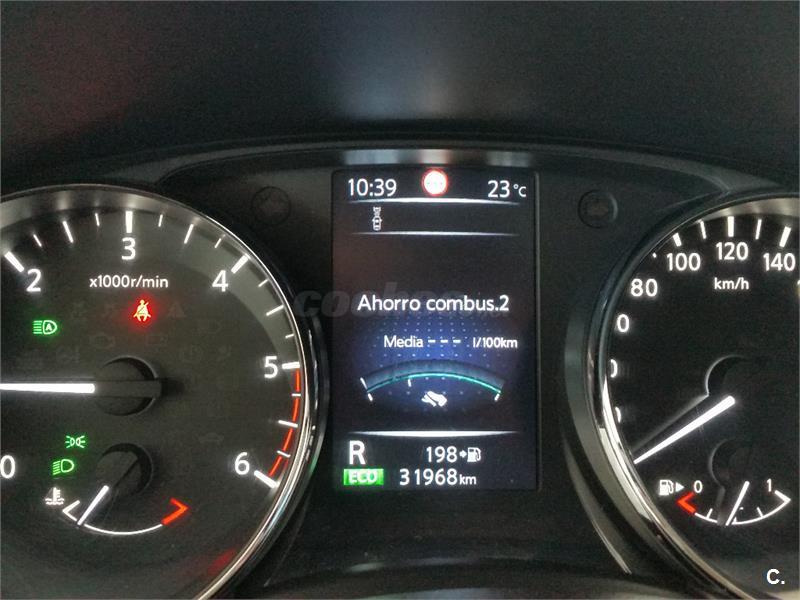 10:39 23°C
Ahorro combus.2
Media --- l/100km
R 198
ECO 31968km
2 3 4 5 6 0
x1000r/min
A
80 100 120 140
km/h
0 1
C.